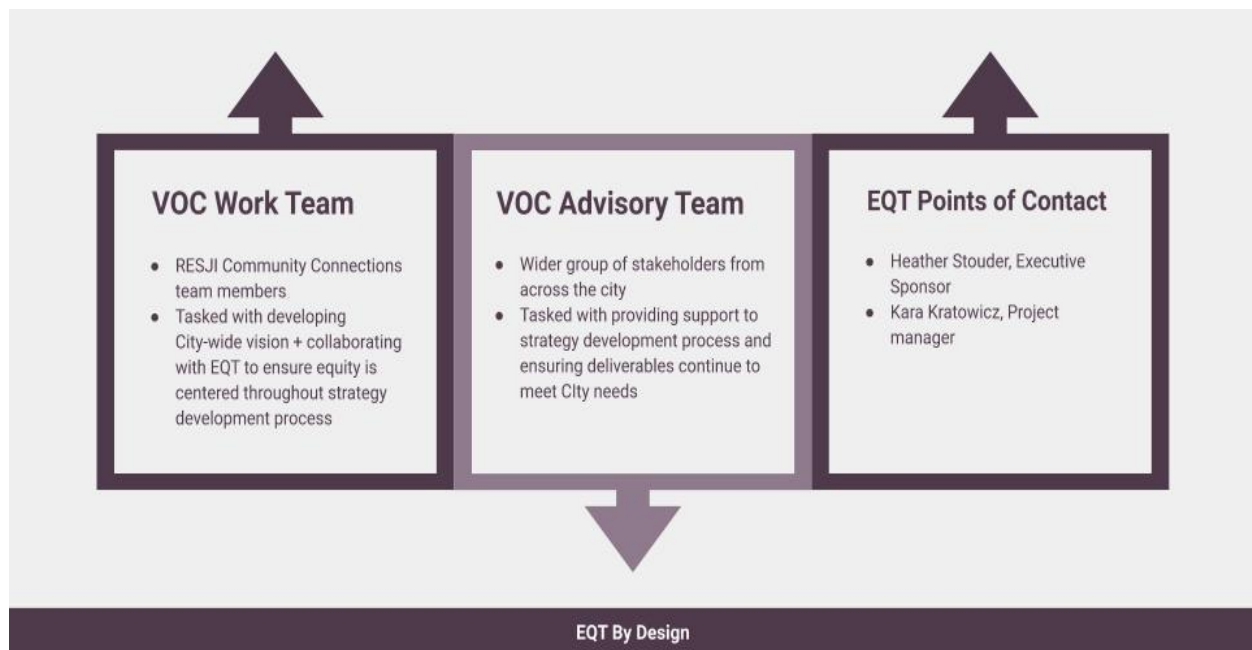 VOC Work Team
● RESJI Community Connections
team members
● Tasked with developing
City-wide vision + collaborating
with EQT to ensure equity is
centered throughout strategy
development process
VOC Advisory Team
● Wider group of stakeholders from
across the city
● Tasked with providing support to
strategy development process and
ensuring deliverables continue to
meet CIty needs
EQT Points of Contact
● Heather Stouder, Executive
Sponsor
● Kara Kratowicz, Project
manager
EQT By Design